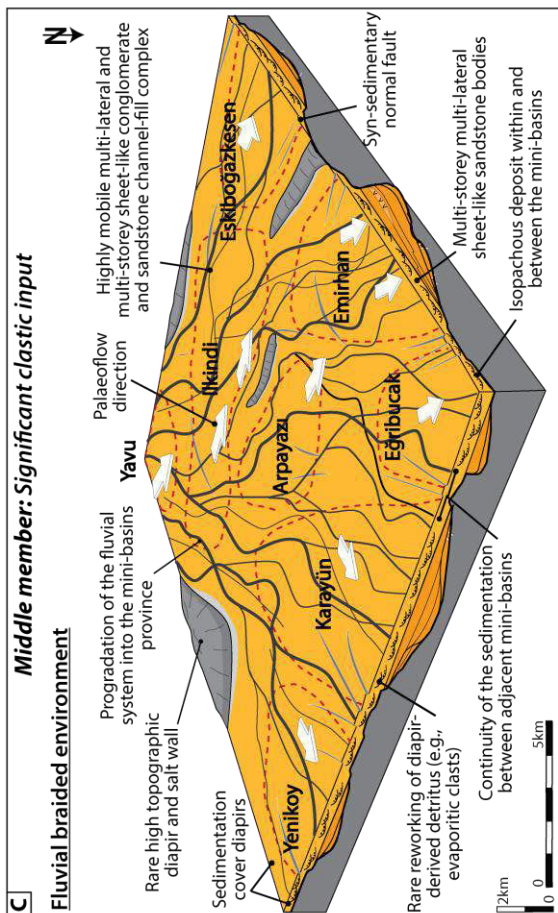 C
Middle member: Significant clastic input
Fluvial braided environment
N
Rare high topographic
diapir and salt wall
Progradation of the fluvial
system into the mini-basins
province
Yavu
Palaeoflow
direction
Highly mobile multi-lateral and
multi-storey sheet-like conglomerate
and sandstone channel-fill complex
Sedimentation
cover diapirs
Yenikoy
Karayün
Arpayazı
Ilkindi
Eskiboğazkesen
Eğribucak
Emirhan
Syn-sedimentary
normal fault
Rare reworking of diapir-
derived detritus (e.g.,
evaporitic clasts)
Continuity of the sedimentation
between adjacent mini-basins
Multi-storey multi-lateral
sheet-like sandstone bodies
Isopachous deposit within and
between the mini-basins
2km
0
5km